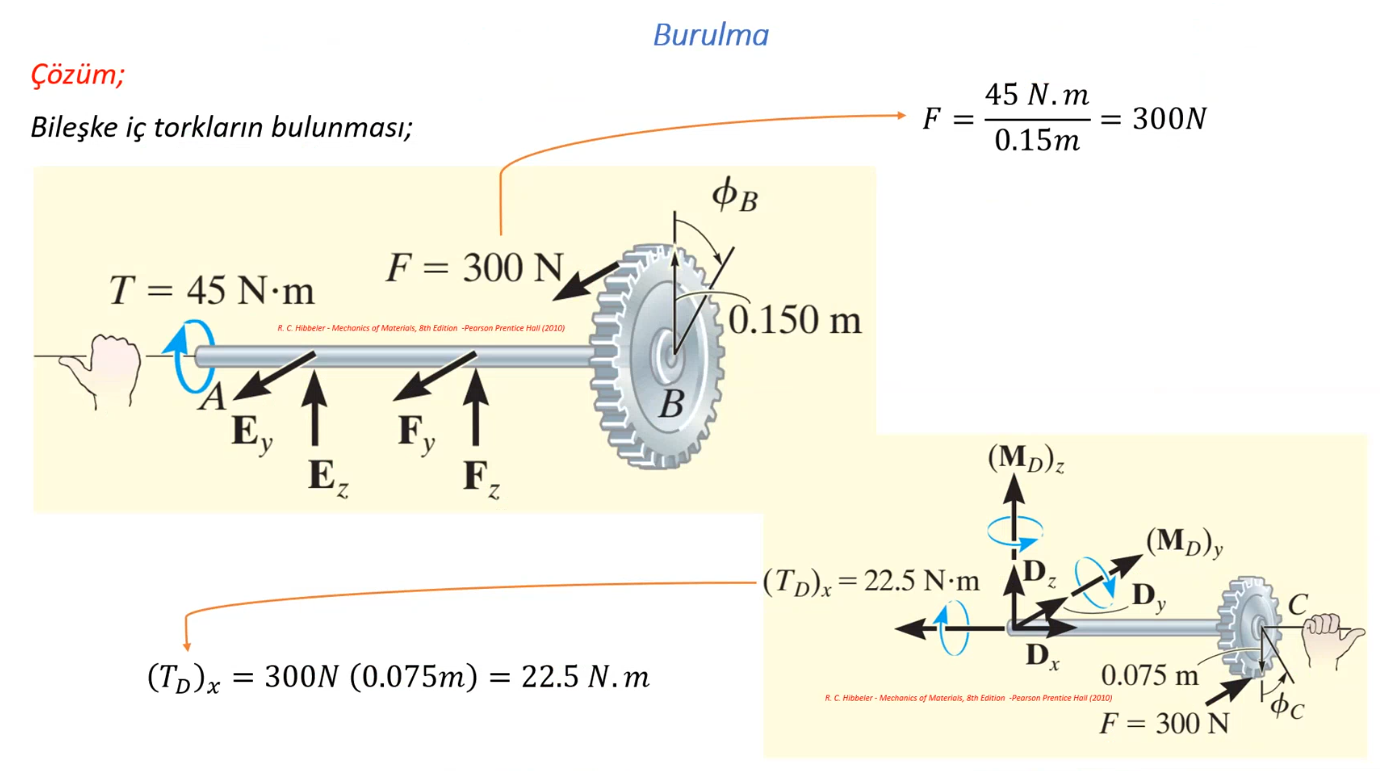 Burulma
Çözüm;
Bileşke iç torkların bulunması;
F = 45 N.m / 0.15m = 300N
ϕB
F = 300 N
T = 45 N·m
0.150 m
R. C. Hibbeler - Mechanics of Materials, 8th Edition -Pearson Prentice Hall (2010)
A
B
Ey
Fy
Ez
Fz
(MD)z
(MD)y
(TD)x = 22.5 N·m
Dz
Dy
C
Dx
0.075 m
(TD)x = 300N (0.075m) = 22.5 N.m
R. C. Hibbeler - Mechanics of Materials, 8th Edition -Pearson Prentice Hall (2010)
ϕC
F = 300 N